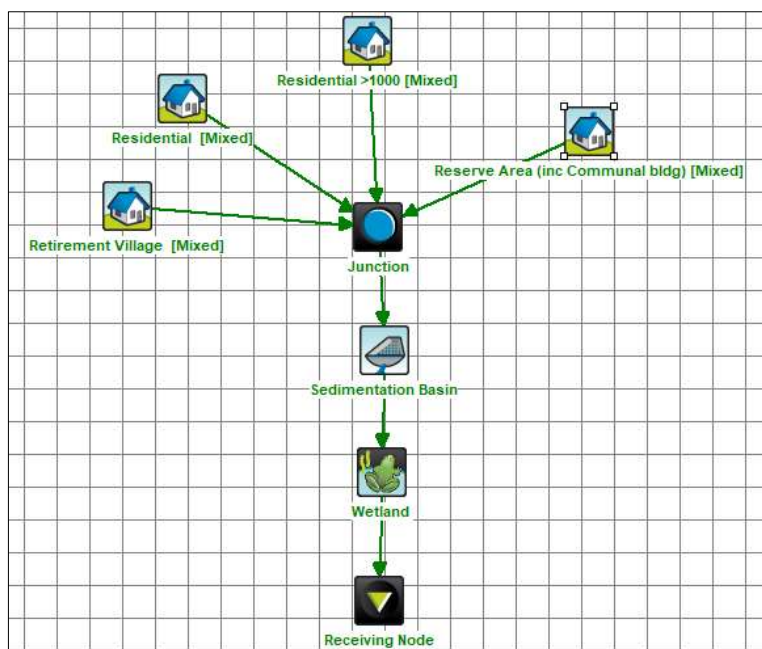 Residential >1000 [Mixed]
Residential [Mixed]
Reserve Area (inc Communal bldg) [Mixed]
Retirement Village [Mixed]
Junction
Sedimentation Basin
Wetland
Receiving Node